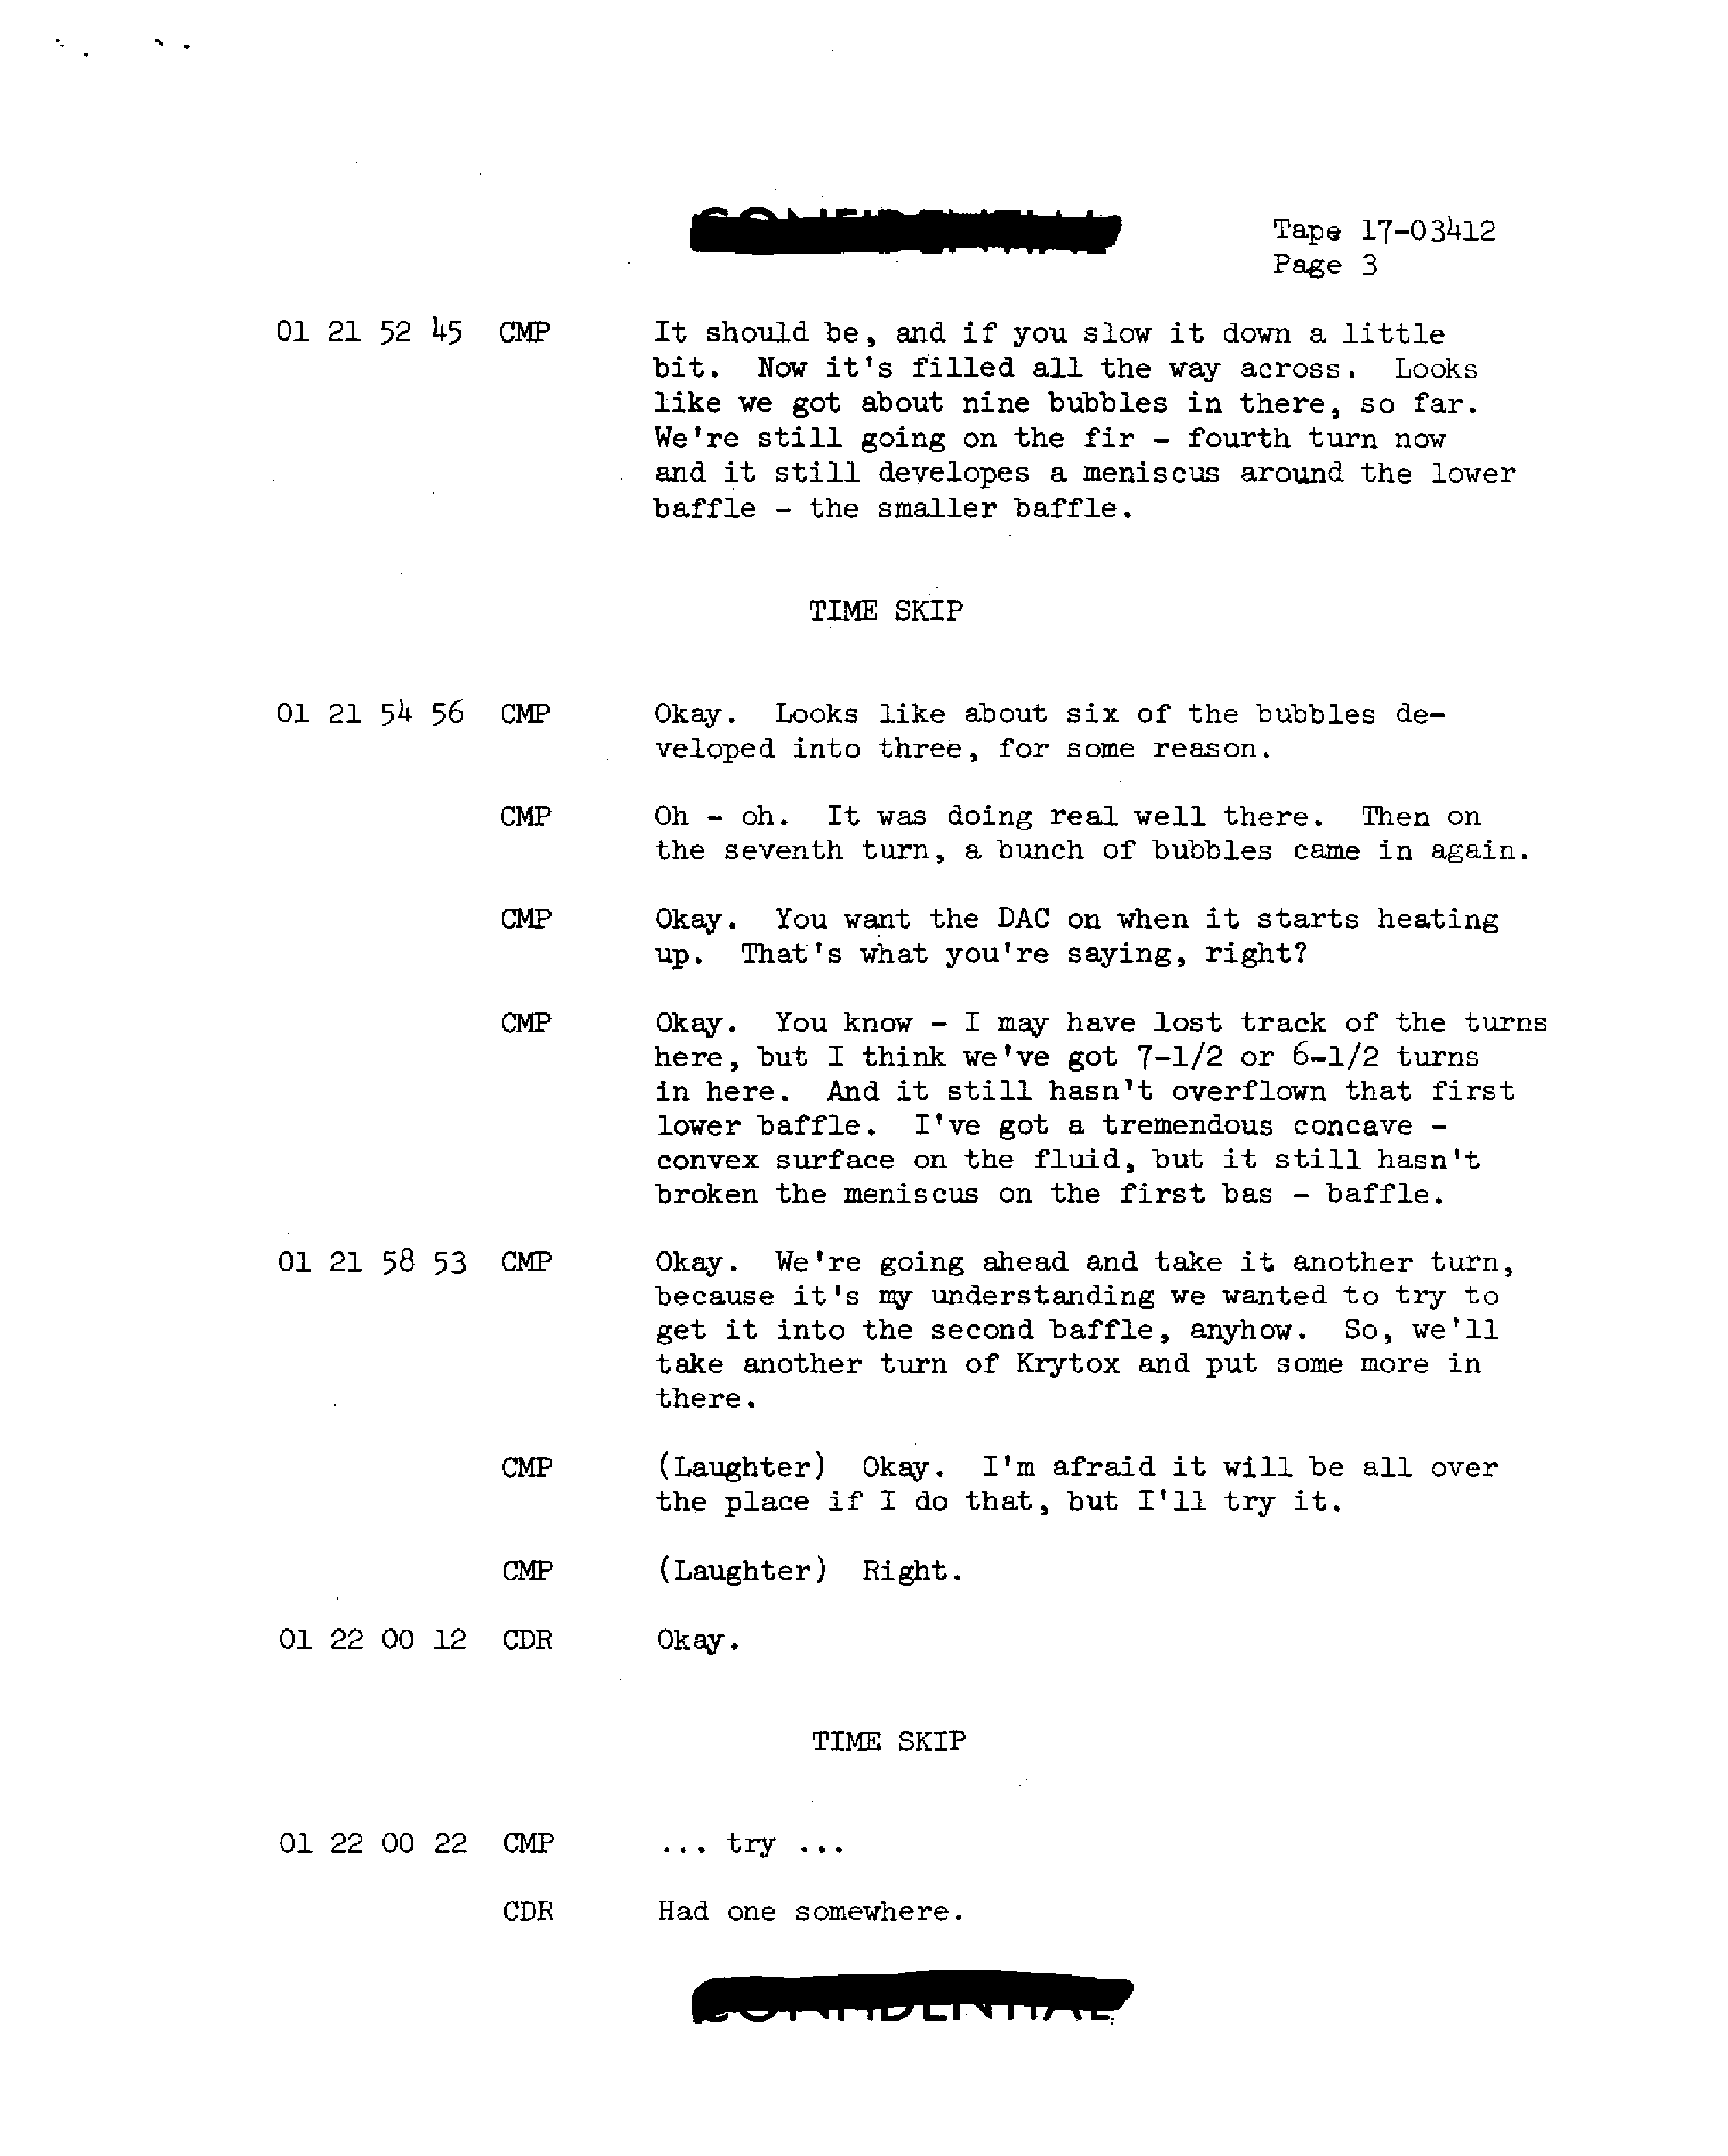 CONFIDENTIAL
Tape 17-03412
Page 3
01 21 52 45 CMP It should be, and if you slow it down a little
bit. Now it's filled all the way across. Looks
like we got about nine bubbles in there, so far.
We're still going on the fir - fourth turn now
and it still developes a meniscus around the lower
baffle - the smaller baffle.
TIME SKIP
01 21 54 56 CMP Okay. Looks like about six of the bubbles de-
veloped into three, for some reason.
CMP Oh - oh. It was doing real well there. Then on
the seventh turn, a bunch of bubbles came in again.
CMP Okay. You want the DAC on when it starts heating
up. That's what you're saying, right?
CMP Okay. You know - I may have lost track of the turns
here, but I think we've got 7-1/2 or 6-1/2 turns
in here. And it still hasn't overflown that first
lower baffle. I've got a tremendous concave -
convex surface on the fluid, but it still hasn't
broken the meniscus on the first bas - baffle.
01 21 58 53 CMP Okay. We're going ahead and take it another turn,
because it's my understanding we wanted to try to
get it into the second baffle, anyhow. So, we'll
take another turn of Krytox and put some more in
there.
CMP (Laughter) Okay. I'm afraid it will be all over
the place if I do that, but I'll try it.
CMP (Laughter) Right.
01 22 00 12 CDR Okay.
TIME SKIP
01 22 00 22 CMP ... try ...
CDR Had one somewhere.
CONFIDENTIAL